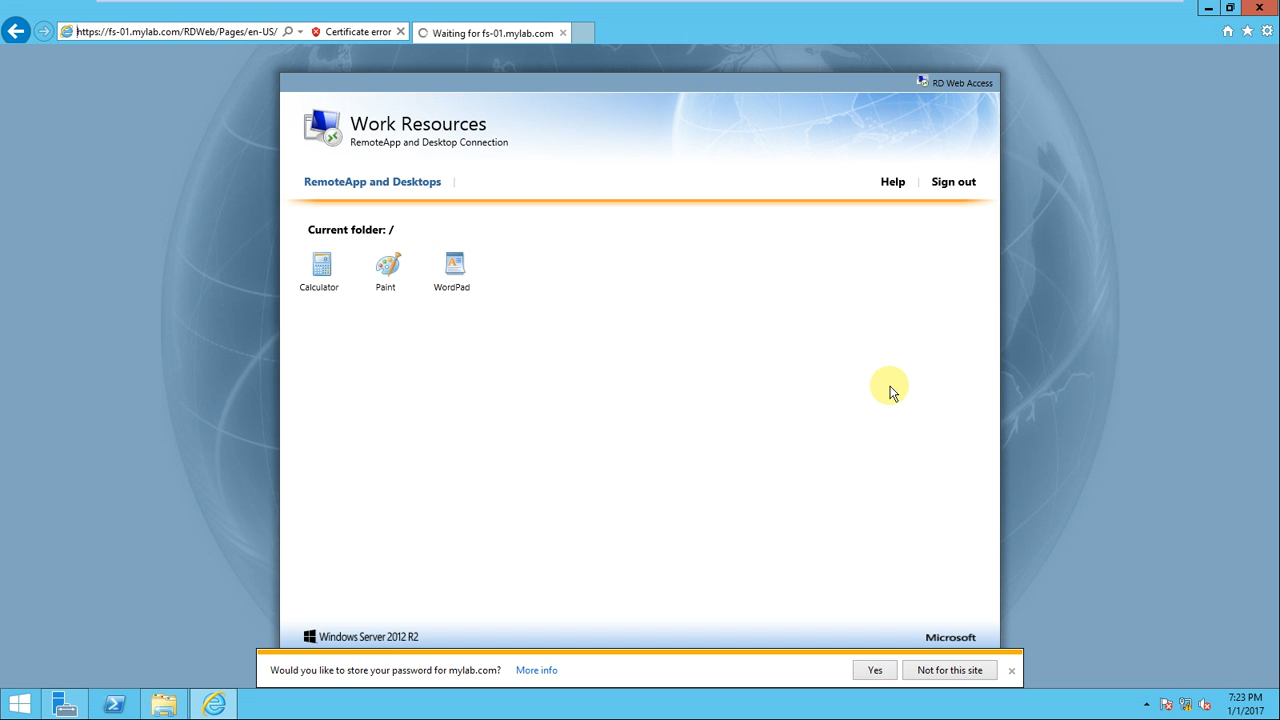 https://fs-01.mylab.com/RDWeb/Pages/en-US/
Certificate error
Waiting for fs-01.mylab.com
RD Web Access
Work Resources
RemoteApp and Desktop Connection
RemoteApp and Desktops
Help
Sign out
Current folder: /
Calculator
Paint
WordPad
Windows Server 2012 R2
Microsoft
Would you like to store your password for mylab.com?
More info
Yes
Not for this site
7:23 PM
1/1/2017